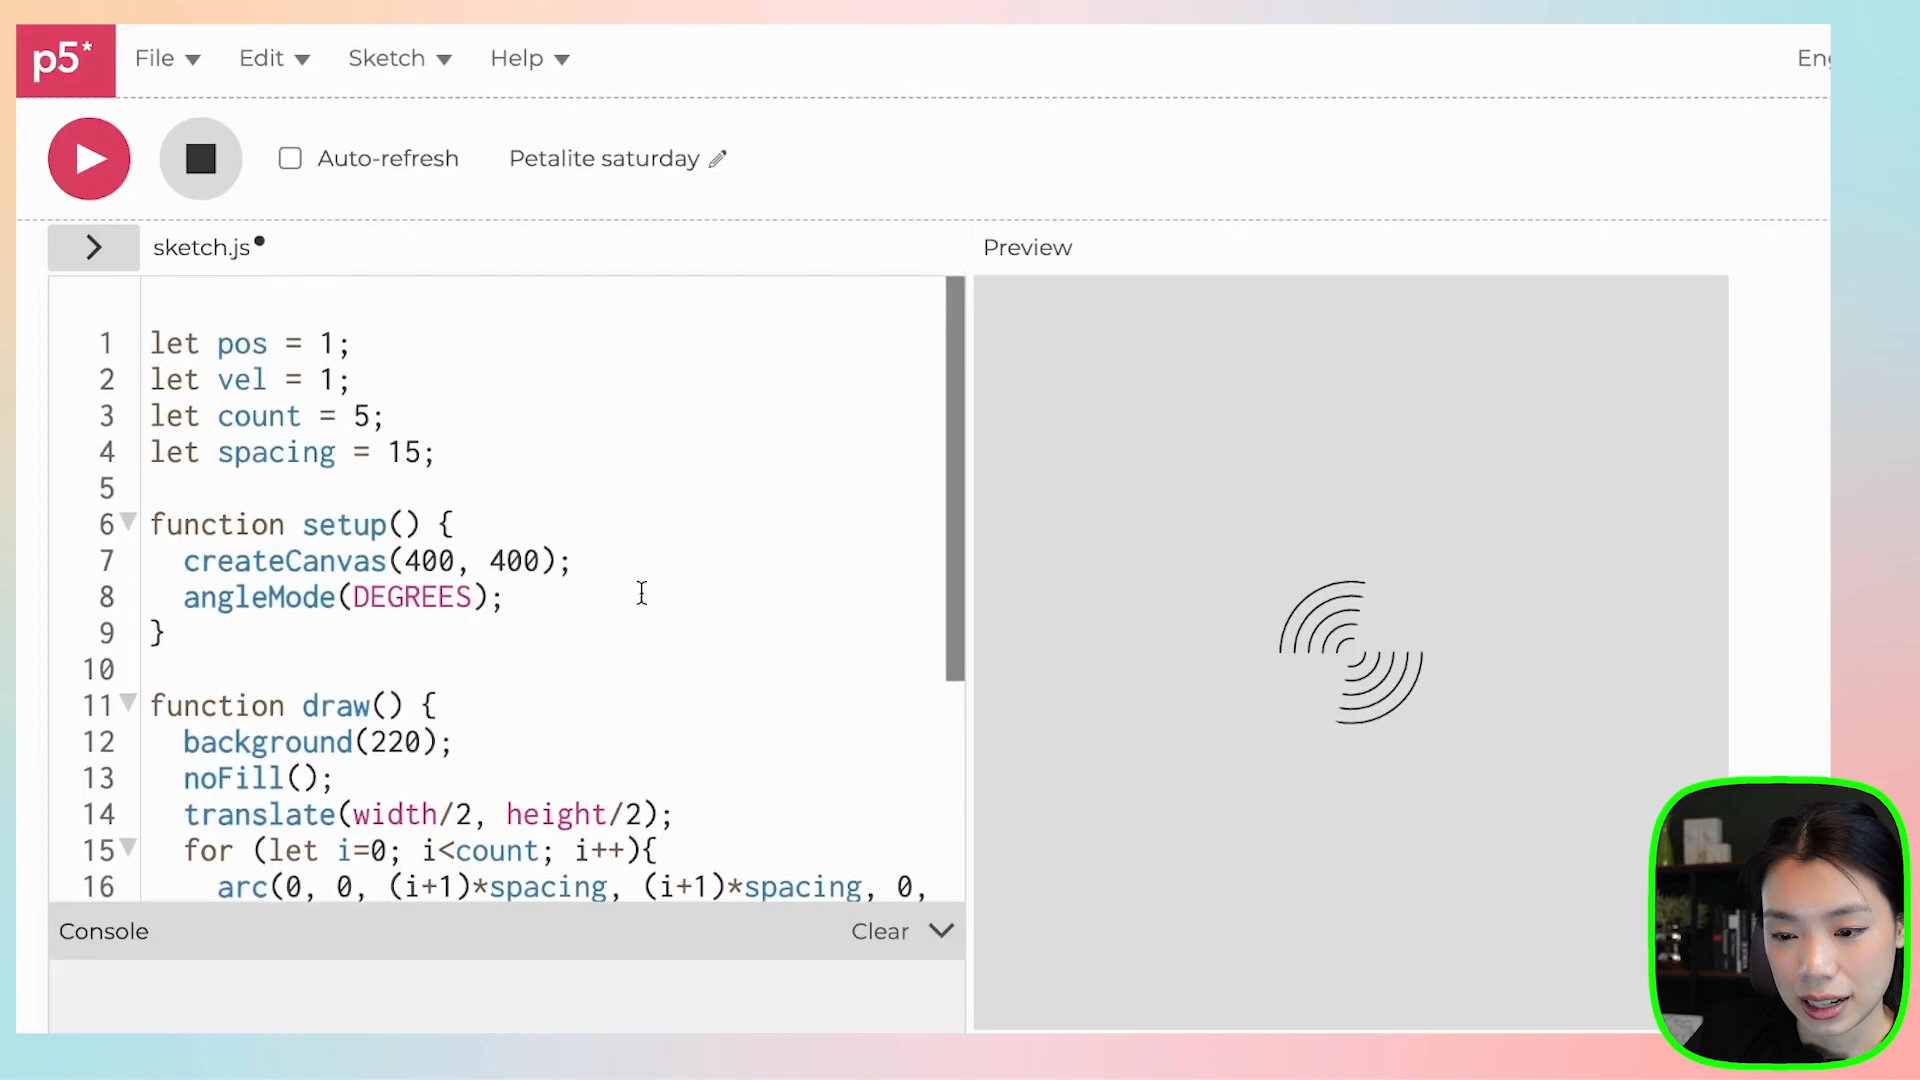 p5*
File
Edit
Sketch
Help
Auto-refresh
Petalite saturday
sketch.js
Preview
1 let pos = 1;
2 let vel = 1;
3 let count = 5;
4 let spacing = 15;
5
6 function setup() {
7 createCanvas(400, 400);
8 angleMode(DEGREES);
9 }
10
11 function draw() {
12 background(220);
13 noFill();
14 translate(width/2, height/2);
15 for (let i=0; i<count; i++){
16 arc(0, 0, (i+1)*spacing, (i+1)*spacing, 0,
Console
Clear